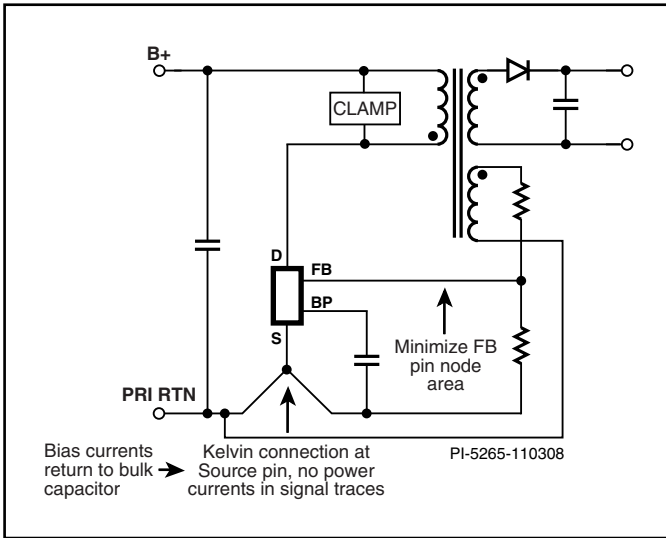 B+
CLAMP
D
FB
BP
S
Minimize FB
pin node
area
PRI RTN
Bias currents
return to bulk
capacitor
Kelvin connection at
Source pin, no power
currents in signal traces
PI-5265-110308